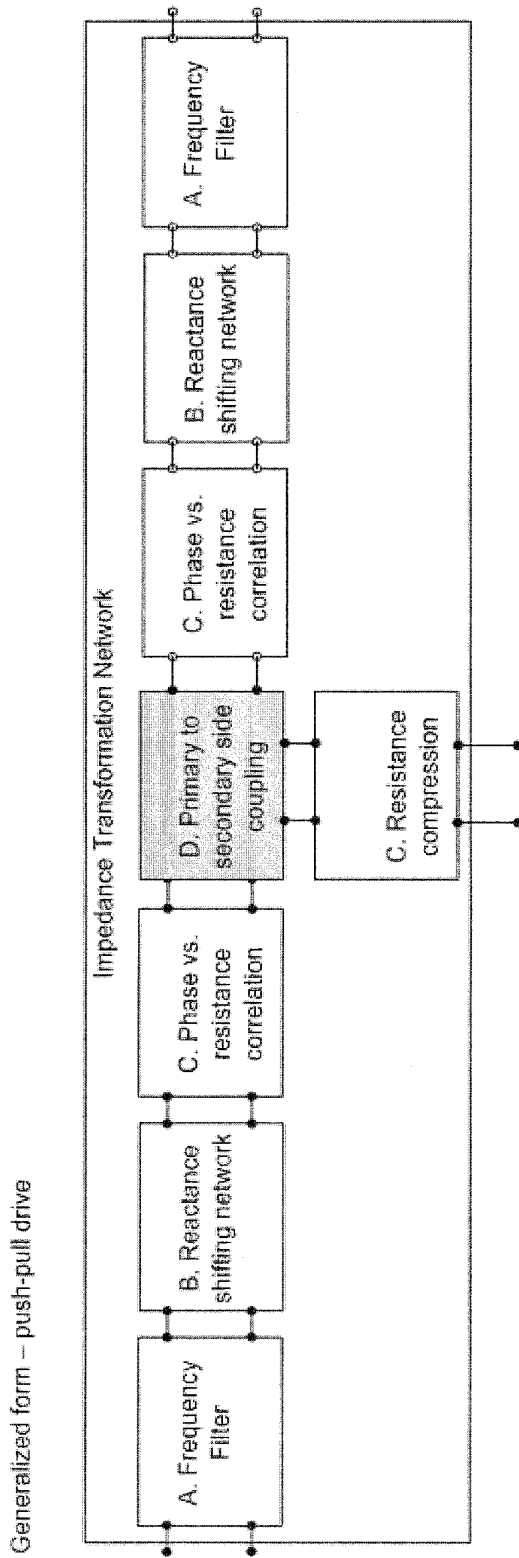 Generalized form – push-pull drive
Impedance Transformation Network
A. Frequency
Filter
B. Reactance
shifting network
C. Phase vs.
resistance
correlation
D. Primary to
secondary side
coupling
C. Phase vs.
resistance
correlation
B. Reactance
shifting network
A. Frequency
Filter
C. Resistance
compression